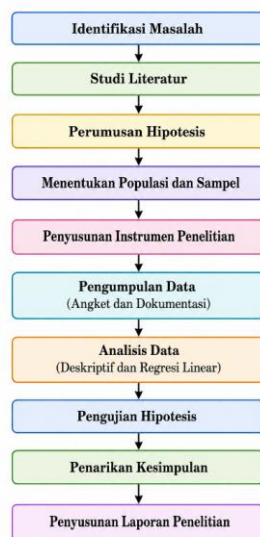 Identifikasi Masalah
Studi Literatur
Perumusan Hipotesis
Menentukan Populasi dan Sampel
Penyusunan Instrumen Penelitian
Pengumpulan Data
(Angket dan Dokumentasi)
Analisis Data
(Deskriptif dan Regresi Linear)
Pengujian Hipotesis
Penarikan Kesimpulan
Penyusunan Laporan Penelitian